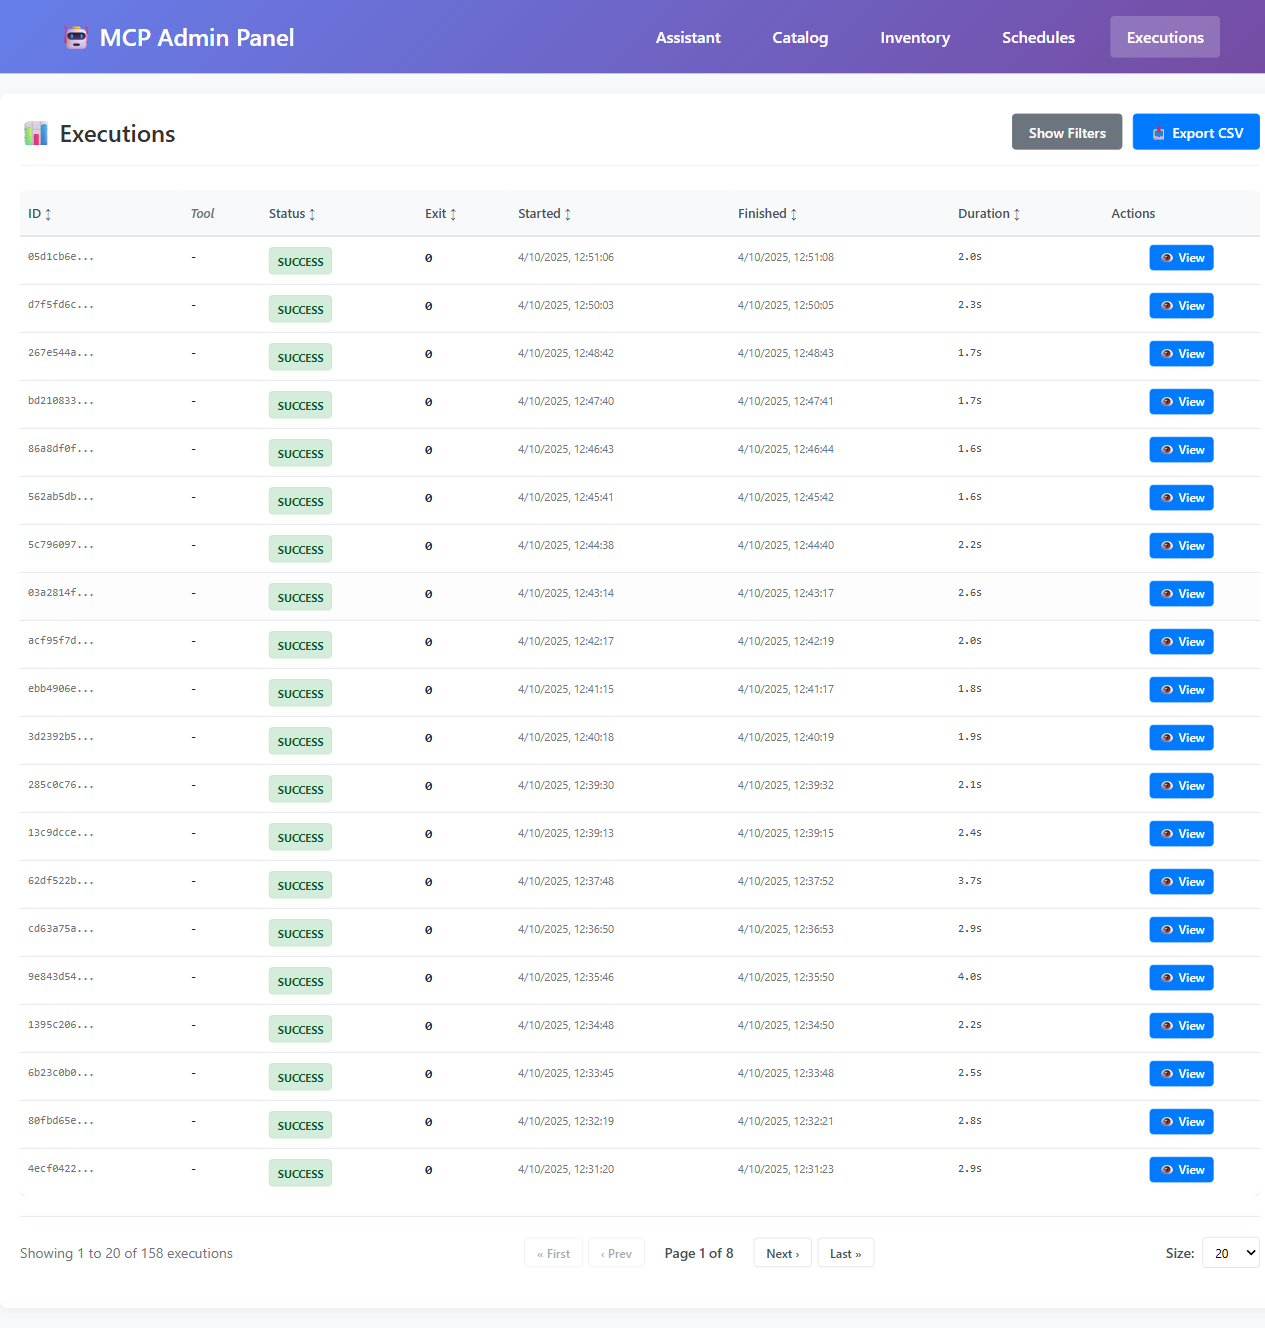 MCP Admin Panel Assistant Catalog Inventory Schedules Executions
Executions Show Filters Export CSV
ID ↕ Tool Status ↕ Exit ↕ Started ↕ Finished ↕ Duration ↕ Actions
05d1cb6e... - SUCCESS 0 4/10/2025, 12:51:06 4/10/2025, 12:51:08 2.0s View
d7f5fd6c... - SUCCESS 0 4/10/2025, 12:50:03 4/10/2025, 12:50:05 2.3s View
267e544a... - SUCCESS 0 4/10/2025, 12:48:42 4/10/2025, 12:48:43 1.7s View
bd210833... - SUCCESS 0 4/10/2025, 12:47:40 4/10/2025, 12:47:41 1.7s View
86a8df0f... - SUCCESS 0 4/10/2025, 12:46:43 4/10/2025, 12:46:44 1.6s View
562ab5db... - SUCCESS 0 4/10/2025, 12:45:41 4/10/2025, 12:45:42 1.6s View
5c796097... - SUCCESS 0 4/10/2025, 12:44:38 4/10/2025, 12:44:40 2.2s View
03a2814f... - SUCCESS 0 4/10/2025, 12:43:14 4/10/2025, 12:43:17 2.6s View
acf95f7d... - SUCCESS 0 4/10/2025, 12:42:17 4/10/2025, 12:42:19 2.0s View
ebb4906e... - SUCCESS 0 4/10/2025, 12:41:15 4/10/2025, 12:41:17 1.8s View
3d2392b5... - SUCCESS 0 4/10/2025, 12:40:18 4/10/2025, 12:40:19 1.9s View
285c0c76... - SUCCESS 0 4/10/2025, 12:39:30 4/10/2025, 12:39:32 2.1s View
13c9dcce... - SUCCESS 0 4/10/2025, 12:39:13 4/10/2025, 12:39:15 2.4s View
62df522b... - SUCCESS 0 4/10/2025, 12:37:48 4/10/2025, 12:37:52 3.7s View
cd63a75a... - SUCCESS 0 4/10/2025, 12:36:50 4/10/2025, 12:36:53 2.9s View
9e843d54... - SUCCESS 0 4/10/2025, 12:35:46 4/10/2025, 12:35:50 4.0s View
1395c206... - SUCCESS 0 4/10/2025, 12:34:48 4/10/2025, 12:34:50 2.2s View
6b23c0b0... - SUCCESS 0 4/10/2025, 12:33:45 4/10/2025, 12:33:48 2.5s View
80fbd65e... - SUCCESS 0 4/10/2025, 12:32:19 4/10/2025, 12:32:21 2.8s View
4ecf0422... - SUCCESS 0 4/10/2025, 12:31:20 4/10/2025, 12:31:23 2.9s View
Showing 1 to 20 of 158 executions « First ‹ Prev Page 1 of 8 Next › Last » Size: 20